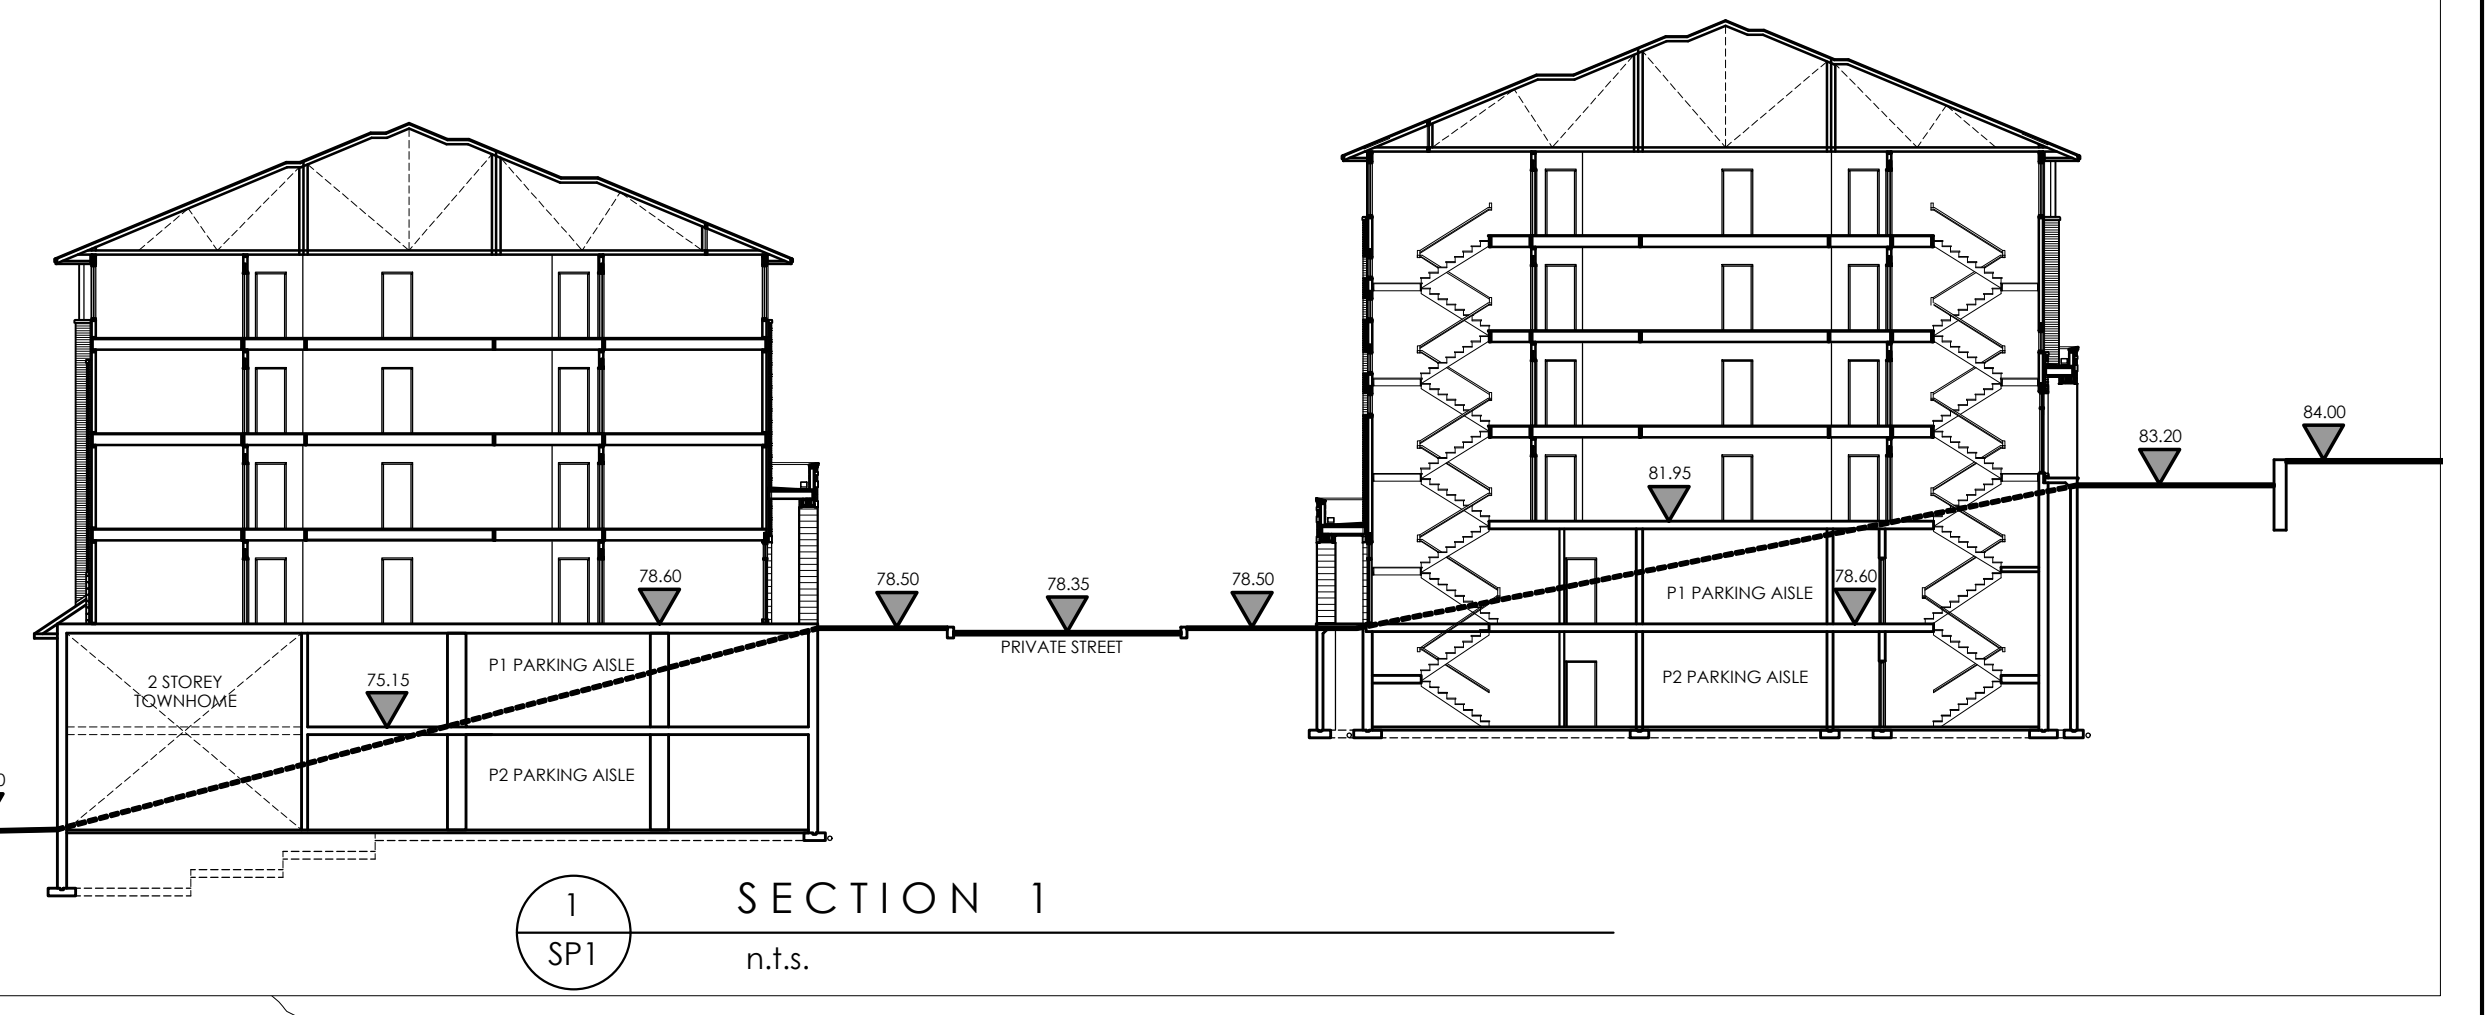 84.00
83.20
81.95
78.60
78.50
78.35
78.50
78.60
P1 PARKING AISLE
PRIVATE STREET
P1 PARKING AISLE
75.15
P2 PARKING AISLE
2 STOREY
TOWNHOME
P2 PARKING AISLE
1
SP1
SECTION 1
n.t.s.